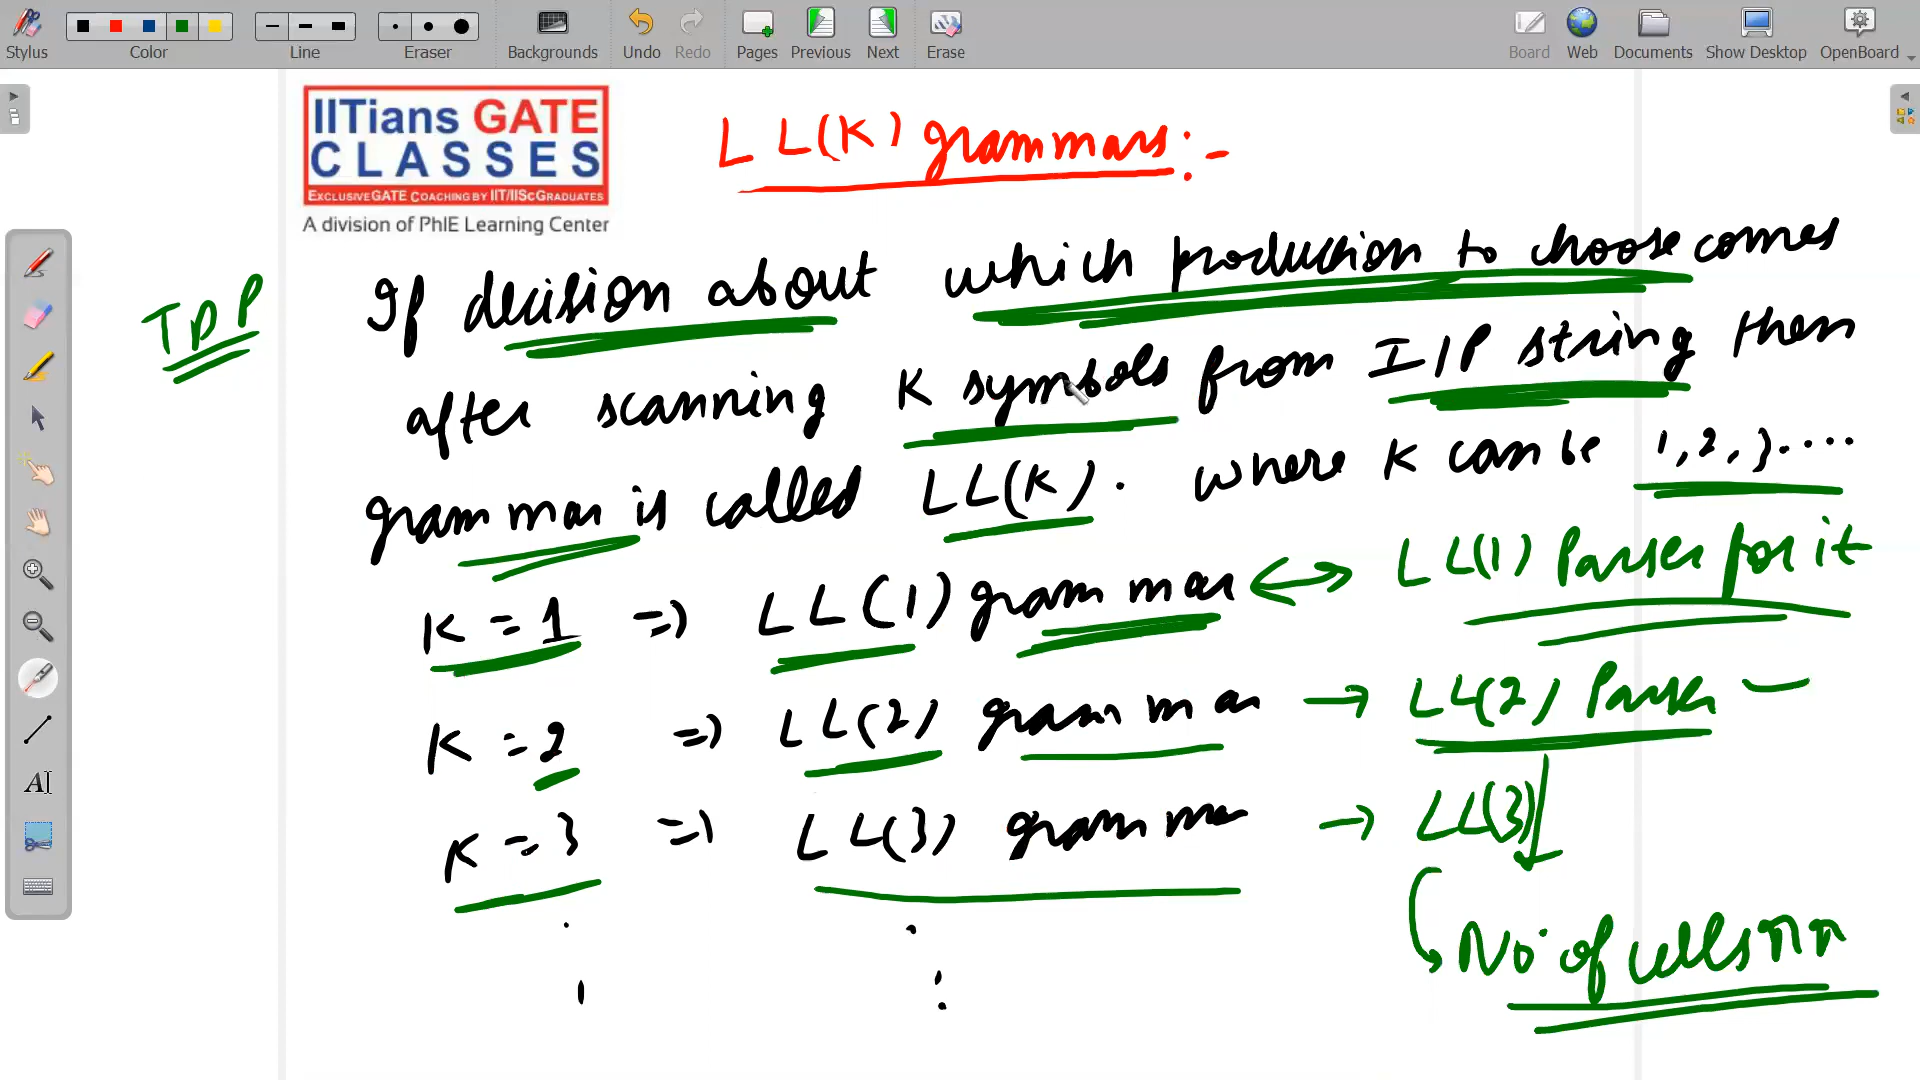 Stylus
Color
Line
Eraser
Backgrounds
Undo
Redo
Pages
Previous
Next
Erase
Board
Web
Documents
Show Desktop
OpenBoard
IITians GATE
CLASSES
EXCLUSIVE GATE COACHING BY IIT/IISc GRADUATES
A division of PhIE Learning Center
LL(K) grammars:-
TDP
If decision about which production to choose comes
after scanning K symbols from I/P string then
grammar is called LL(K). where K can be 1,2,3....
K = 1 => LL(1) grammar <-> LL(1) Parser for it
K = 2 => LL(2) grammar → LL(2) Parser -
K = 3 => LL(3) grammar → LL(3)
No. of cells ↑↑
AI